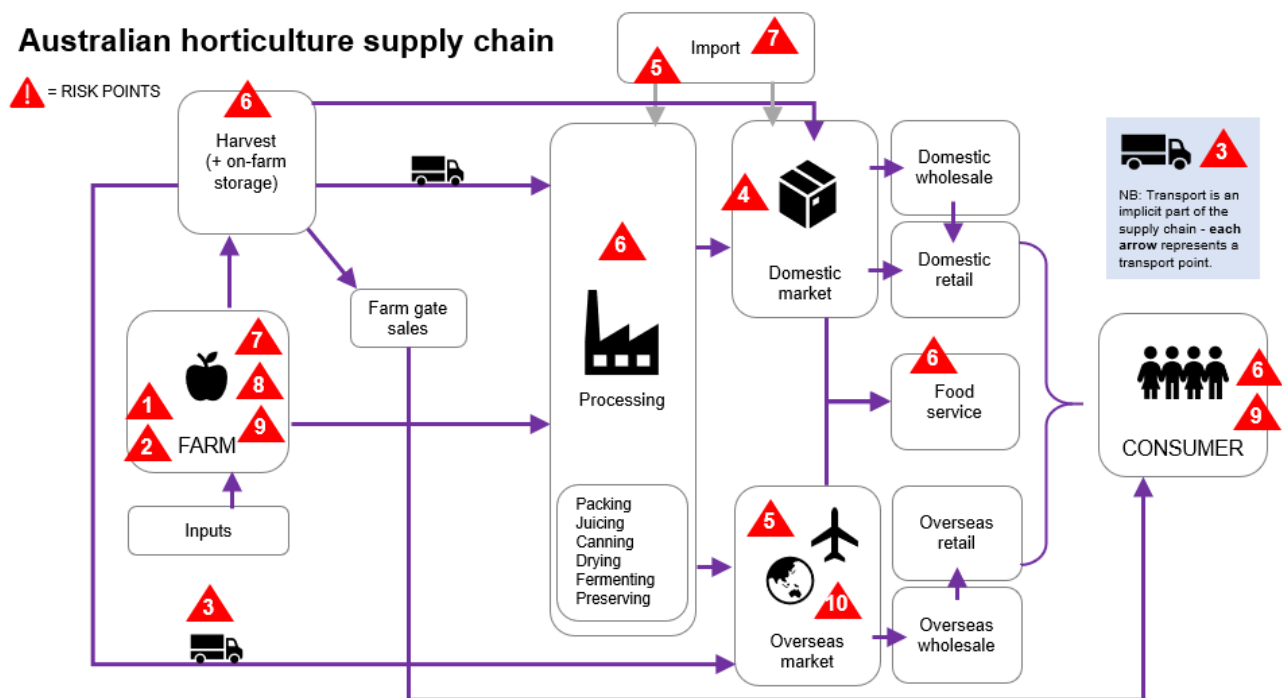 Australian horticulture supply chain
! = RISK POINTS
Import
7
5
6
Harvest
(+ on-farm
storage)
Farm gate
sales
7
8
9
1
2
FARM
Inputs
3
6
Processing
Packing
Juicing
Canning
Drying
Fermenting
Preserving
4
Domestic
market
Domestic
wholesale
Domestic
retail
6
Food
service
5
10
Overseas
market
Overseas
retail
Overseas
wholesale
3
NB: Transport is an
implicit part of the
supply chain - each
arrow represents a
transport point.
6
9
CONSUMER